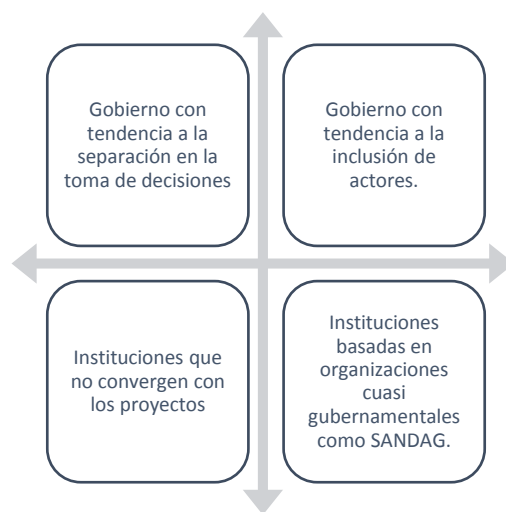 Gobierno con
tendencia a la
separación en la
toma de decisiones
Gobierno con
tendencia a la
inclusión de
actores.
Instituciones que
no convergen con
los proyectos
Instituciones
basadas en
organizaciones
cuasi
gubernamentales
como SANDAG.